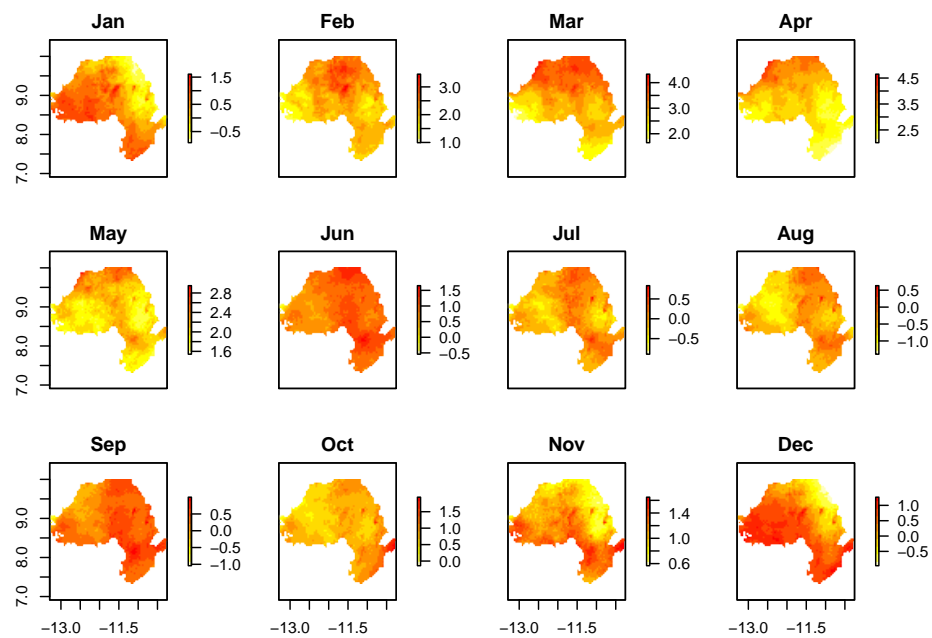 Jan Feb Mar Apr
9.0 8.0 7.0
1.5 0.5 −0.5
3.0 2.0 1.0
4.0 3.0 2.0
4.5 3.5 2.5
May Jun Jul Aug
9.0 8.0 7.0
2.8 2.4 2.0 1.6
1.5 1.0 0.5 0.0 −0.5
0.5 0.0 −0.5
0.5 0.0 −0.5 −1.0
Sep Oct Nov Dec
9.0 8.0 7.0
0.5 0.0 −0.5 −1.0
1.5 1.0 0.5 0.0
1.4 1.0 0.6
1.0 0.5 0.0 −0.5
−13.0 −11.5 −13.0 −11.5 −13.0 −11.5 −13.0 −11.5